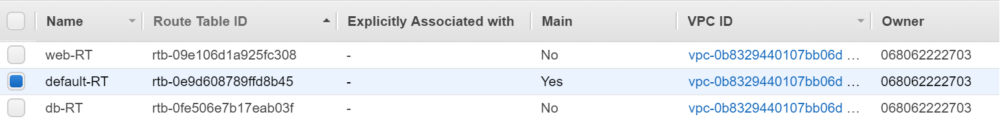 Name Route Table ID Explicitly Associated with Main VPC ID Owner
web-RT rtb-09e106d1a925fc308 - No vpc-0b8329440107bb06d ... 068062222703
default-RT rtb-0e9d608789ffd8b45 - Yes vpc-0b8329440107bb06d ... 068062222703
db-RT rtb-0fe506e7b17eab03f - No vpc-0b8329440107bb06d ... 068062222703